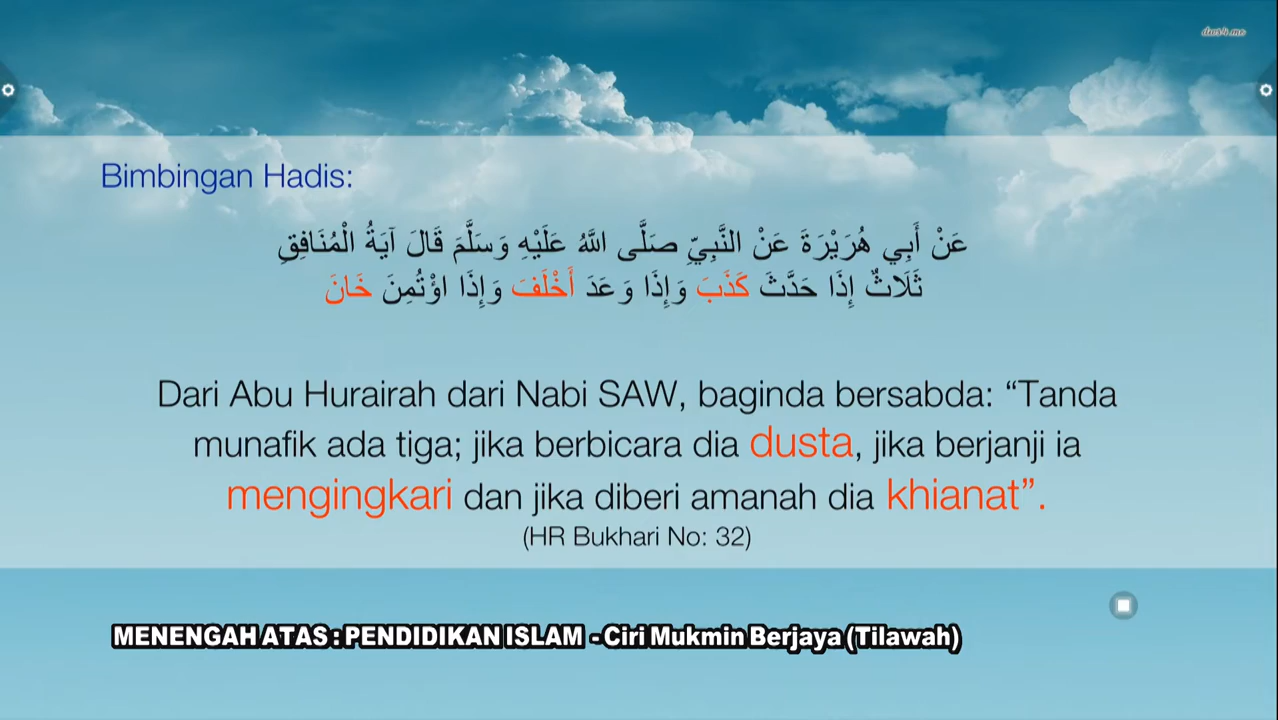 Bimbingan Hadis:
عَنْ أَبِي هُرَيْرَةَ عَنْ النَّبِيِّ صَلَّى اللَّهُ عَلَيْهِ وَسَلَّمَ قَالَ آيَةُ الْمُنَافِقِ
ثَلَاثٌ إِذَا حَدَّثَ كَذَبَ وَإِذَا وَعَدَ أَخْلَفَ وَإِذَا اؤْتُمِنَ خَانَ
Dari Abu Hurairah dari Nabi SAW, baginda bersabda: “Tanda
munafik ada tiga; jika berbicara dia dusta, jika berjanji ia
mengingkari dan jika diberi amanah dia khianat”.
(HR Bukhari No: 32)
MENENGAH ATAS : PENDIDIKAN ISLAM - Ciri Mukmin Berjaya (Tilawah)